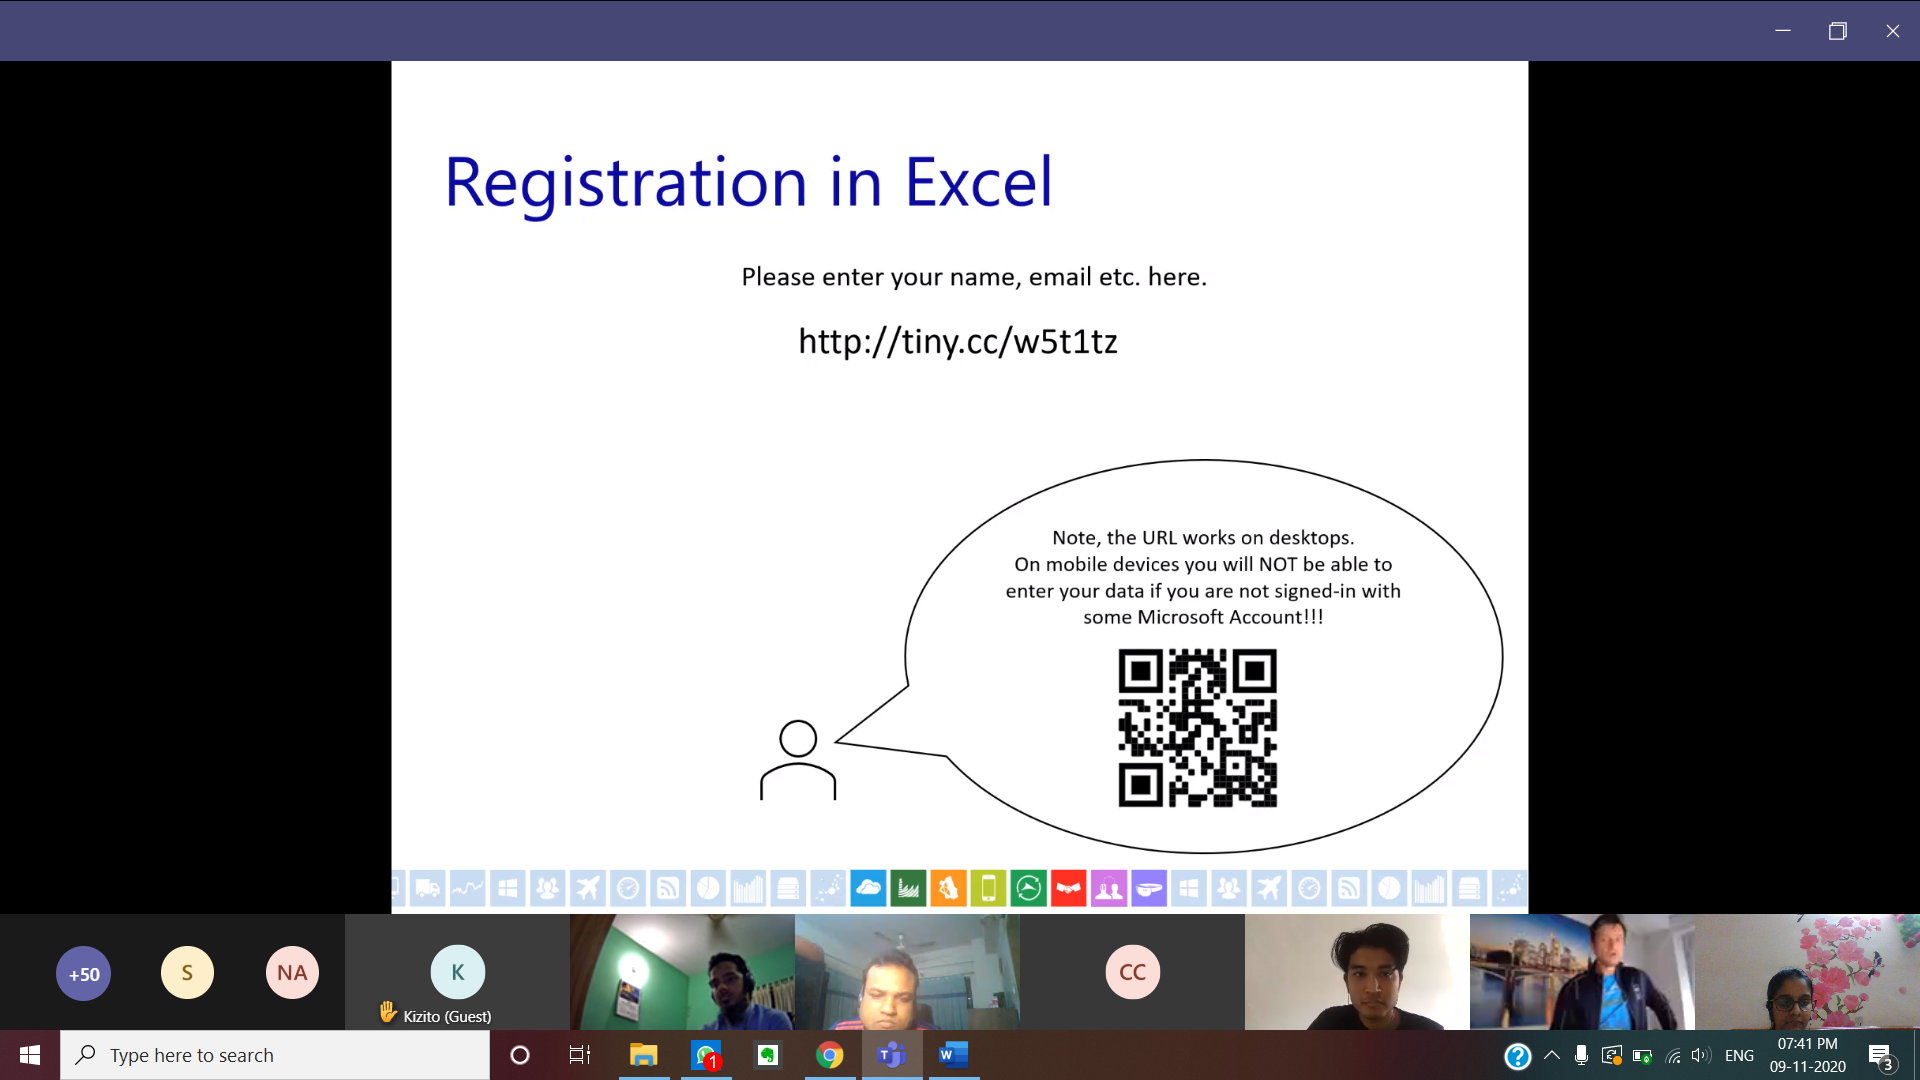 Registration in Excel
Please enter your name, email etc. here.
http://tiny.cc/w5t1tz
Note, the URL works on desktops.
On mobile devices you will NOT be able to
enter your data if you are not signed-in with
some Microsoft Account!!!
+50
S
NA
K
Kizito (Guest)
CC
Type here to search
1
T
W
?
ENG
07:41 PM
09-11-2020
3